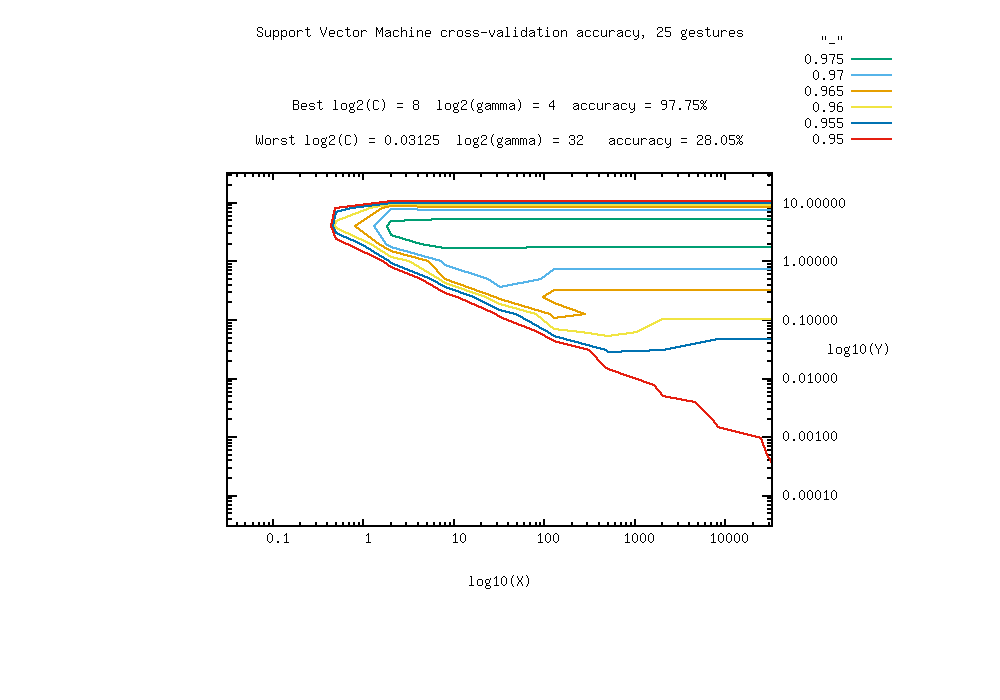 Support Vector Machine cross-validation accuracy, 25 gestures
"_"
0.975
0.97
0.965
0.96
0.955
0.95
Best log2(C) = 8  log2(gamma) = 4  accuracy = 97.75%
Worst log2(C) = 0.03125  log2(gamma) = 32   accuracy = 28.05%
10.00000
1.00000
0.10000
log10(Y)
0.01000
0.00100
0.00010
0.1 1 10 100 1000 10000
log10(X)